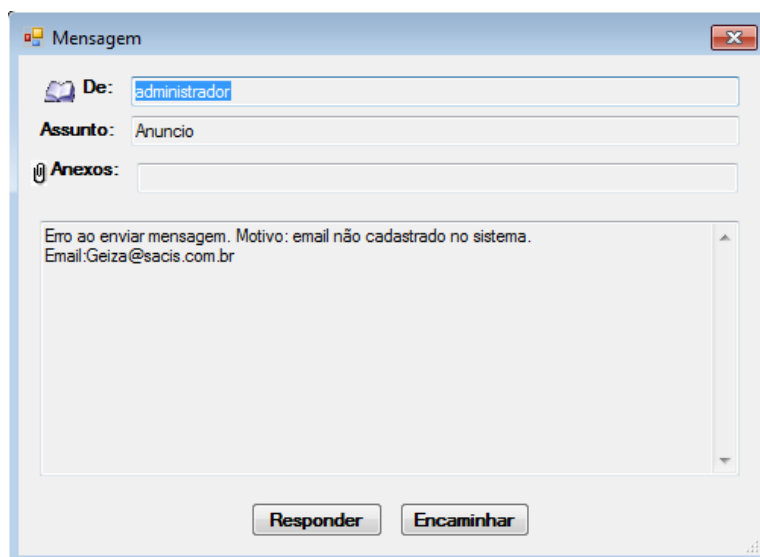 Mensagem
De: administrador
Assunto: Anuncio
Anexos:
Erro ao enviar mensagem. Motivo: email não cadastrado no sistema.
Email:Geiza@sacis.com.br
Responder Encaminhar